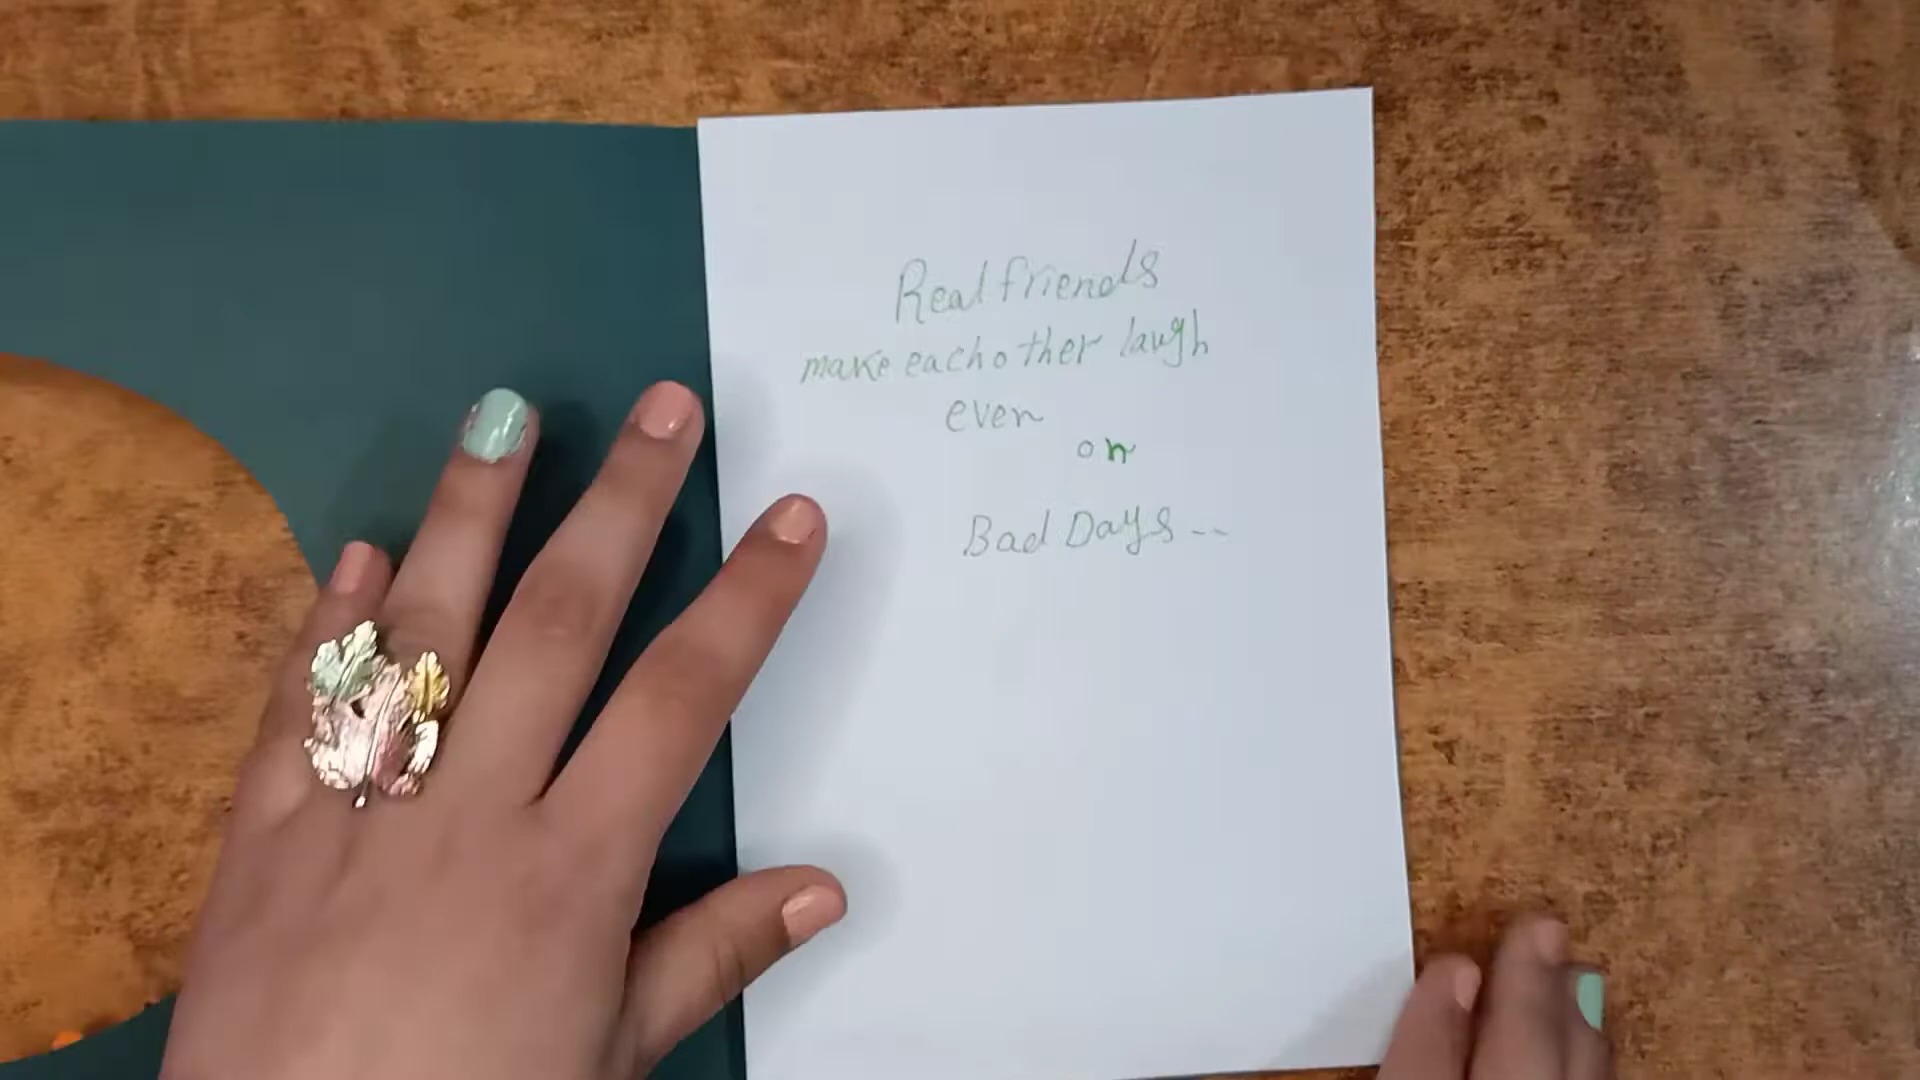 Real friends
make each other laugh
even
on
Bad Days --